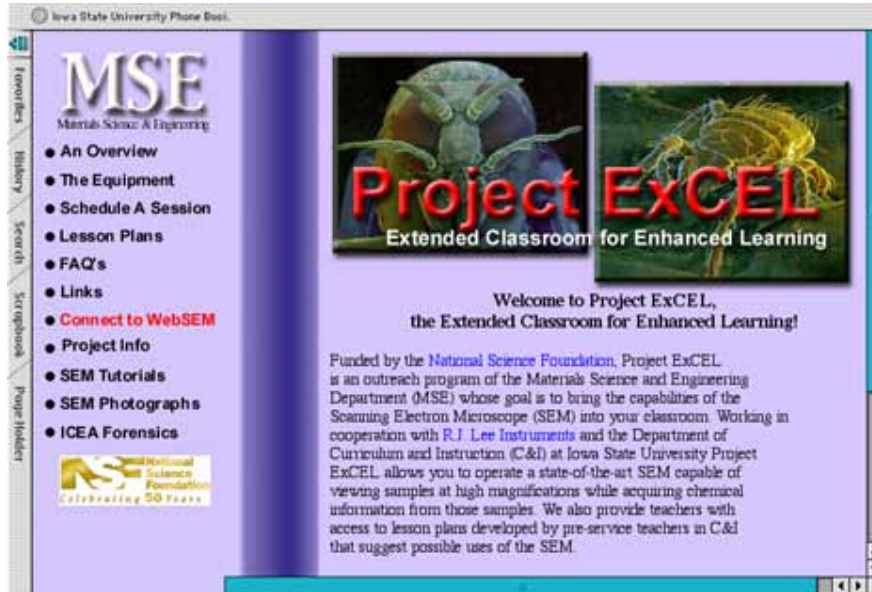 Iowa State University Phone Booi.
Favorites
History
Search
Scrapbook
Page Holder
MSE
Materials Science & Engineering
An Overview
The Equipment
Schedule A Session
Lesson Plans
FAQ's
Links
Connect to WebSEM
Project Info
SEM Tutorials
SEM Photographs
ICEA Forensics
NSF
National
Science
Foundation
Celebrating 50 Years
Project ExCEL
Extended Classroom for Enhanced Learning
Welcome to Project ExCEL,
the Extended Classroom for Enhanced Learning!
Funded by the National Science Foundation, Project ExCEL
is an outreach program of the Materials Science and Engineering
Department (MSE) whose goal is to bring the capabilities of the
Scanning Electron Microscope (SEM) into your classroom. Working in
cooperation with R.J. Lee Instruments and the Department of
Curriculum and Instruction (C&I) at Iowa State University Project
ExCEL allows you to operate a state-of-the-art SEM capable of
viewing samples at high magnifications while acquiring chemical
information from those samples. We also provide teachers with
access to lesson plans developed by pre-service teachers in C&I
that suggest possible uses of the SEM.